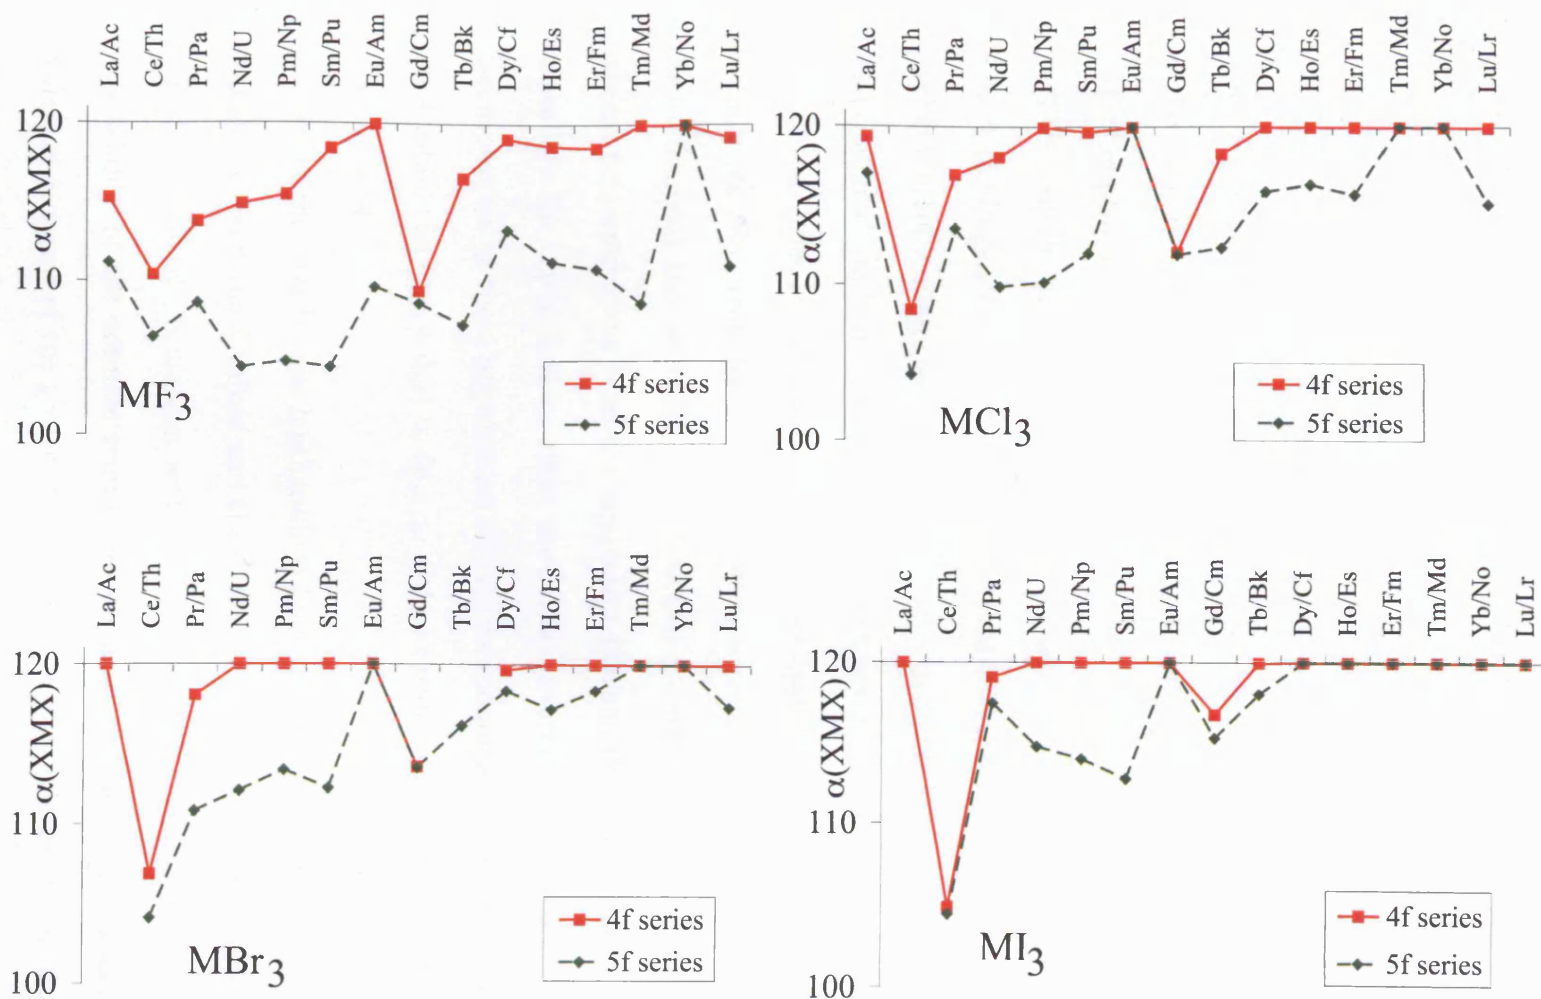 La/Ac Ce/Th Pr/Pa Nd/U Pm/Np Sm/Pu Eu/Am Gd/Cm Tb/Bk Dy/Cf Ho/Es Er/Fm Tm/Md Yb/No Lu/Lr
120
α(XMX)
110
100
MF3
4f series
5f series
La/Ac Ce/Th Pr/Pa Nd/U Pm/Np Sm/Pu Eu/Am Gd/Cm Tb/Bk Dy/Cf Ho/Es Er/Fm Tm/Md Yb/No Lu/Lr
120
α(XMX)
110
100
MCl3
4f series
5f series
La/Ac Ce/Th Pr/Pa Nd/U Pm/Np Sm/Pu Eu/Am Gd/Cm Tb/Bk Dy/Cf Ho/Es Er/Fm Tm/Md Yb/No Lu/Lr
120
α(XMX)
110
100
MBr3
4f series
5f series
La/Ac Ce/Th Pr/Pa Nd/U Pm/Np Sm/Pu Eu/Am Gd/Cm Tb/Bk Dy/Cf Ho/Es Er/Fm Tm/Md Yb/No Lu/Lr
120
α(XMX)
110
100
MI3
4f series
5f series